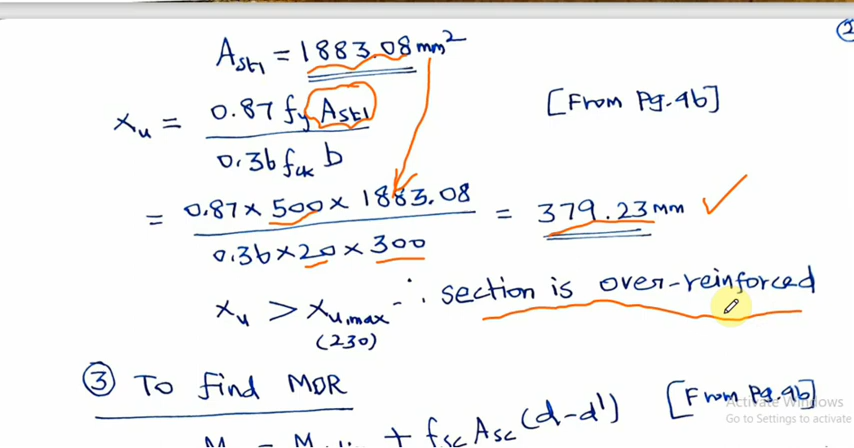 2
Ast1 = 1883.08 mm²
xu = 0.87 fy Ast1 / 0.36 fck b [From Pg.96]
= 0.87 × 500 × 1883.08 / 0.36 × 20 × 300 = 379.23 mm ✓
xu > xu,max ∴ section is over-reinforced
(230)
③ To find MOR [From Pg.96]
+ fsc Asc (d-d')
Activate Windows
Go to Settings to activate